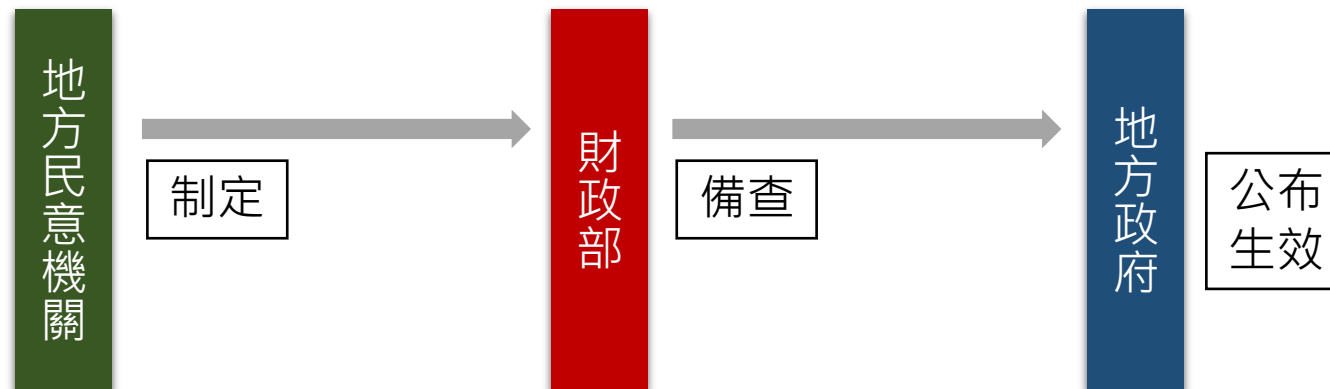 地方民意機關
制定
財政部
備查
地方政府
公布
生效